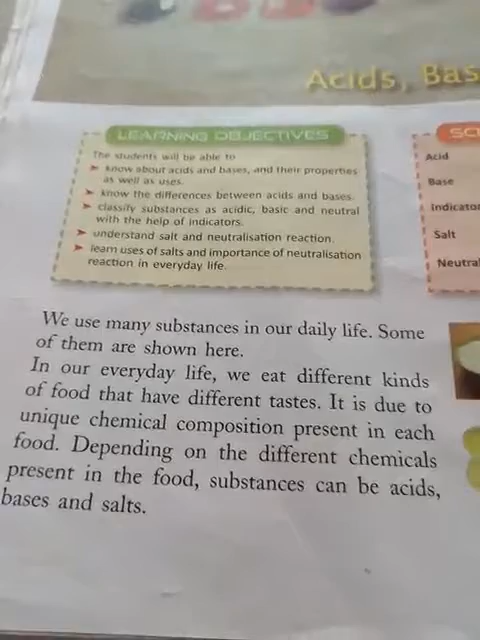 Acids, Bas
LEARNING OBJECTIVES
The students will be able to
➤ know about acids and bases, and their properties
as well as uses.
➤ know the differences between acids and bases.
➤ classify substances as acidic, basic and neutral
with the help of indicators.
➤ understand salt and neutralisation reaction.
➤ learn uses of salts and importance of neutralisation
reaction in everyday life.
SCI
Acid
Base
Indicator
Salt
Neutral
We use many substances in our daily life. Some
of them are shown here.
In our everyday life, we eat different kinds
of food that have different tastes. It is due to
unique chemical composition present in each
food. Depending on the different chemicals
present in the food, substances can be acids,
bases and salts.